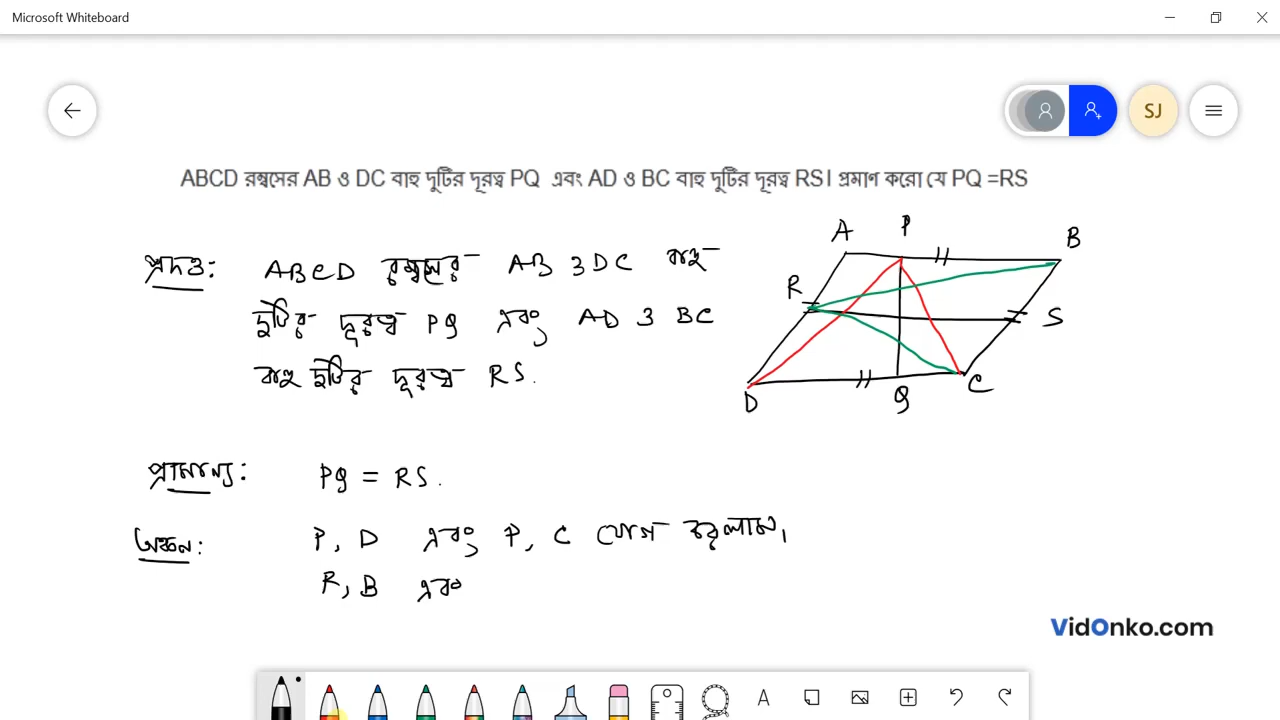 Microsoft Whiteboard
SJ
ABCD রম্বসের AB ও DC বাহু দুটির দূরত্ব PQ এবং AD ও BC বাহু দুটির দূরত্ব RS। প্রমাণ করো যে PQ =RS
প্রদত্ত: ABCD রম্বসের AB ও DC বাহু
দুটির দূরত্ব PQ এবং AD ও BC
বাহু দুটির দূরত্ব RS.
A P B
R S
D Q C
প্রামান্য: PQ = RS.
অঙ্কন: P, D এবং P, C যোগ করলাম।
R, B এবং
VidOnko.com
A